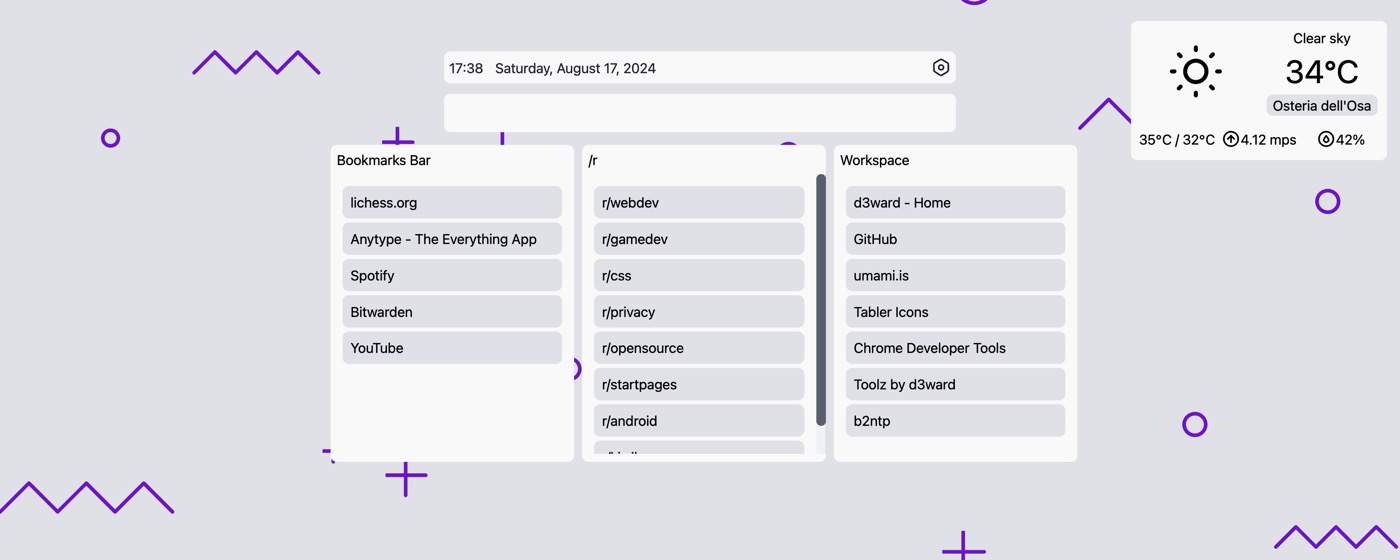 17:38 Saturday, August 17, 2024
Clear sky
34°C
Osteria dell'Osa
35°C / 32°C 4.12 mps 42%
Bookmarks Bar
lichess.org
Anytype - The Everything App
Spotify
Bitwarden
YouTube
/r
r/webdev
r/gamedev
r/css
r/privacy
r/opensource
r/startpages
r/android
Workspace
d3ward - Home
GitHub
umami.is
Tabler Icons
Chrome Developer Tools
Toolz by d3ward
b2ntp